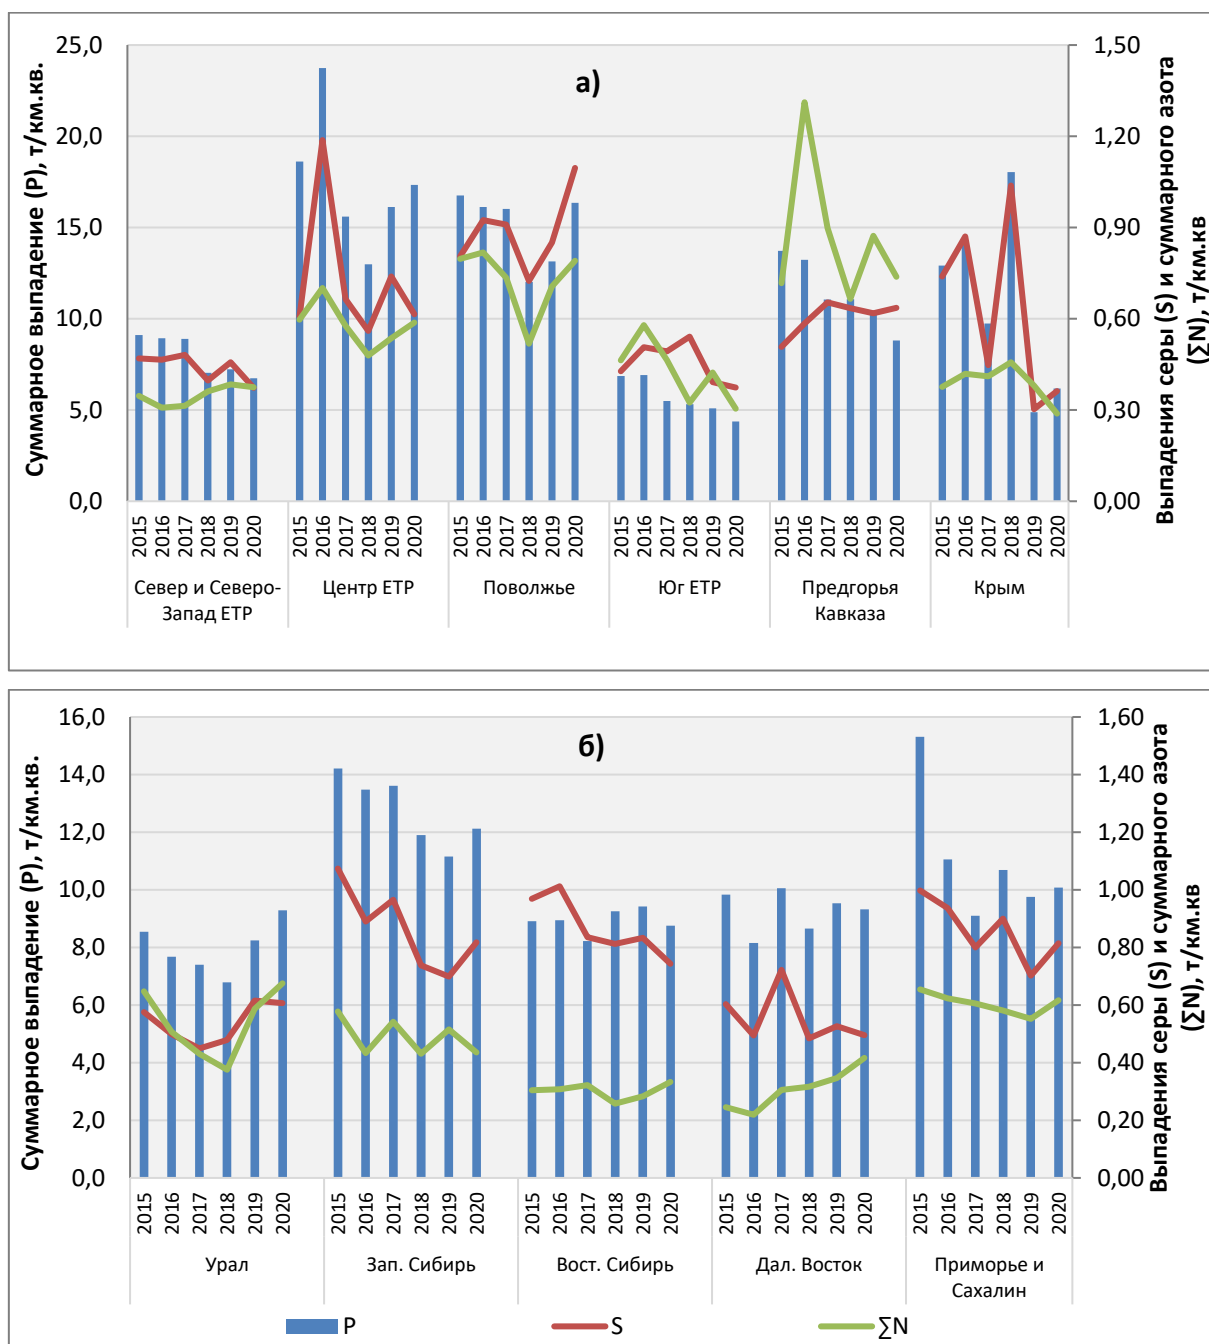 а)
Суммарное выпадение (P), т/км.кв.
25,0
20,0
15,0
10,0
5,0
0,0
1,50
1,20
0,90
0,60
0,30
0,00
Выпадения серы (S) и суммарного азота
(∑N), т/км.кв
2015 2016 2017 2018 2019 2020 2015 2016 2017 2018 2019 2020 2015 2016 2017 2018 2019 2020 2015 2016 2017 2018 2019 2020 2015 2016 2017 2018 2019 2020 2015 2016 2017 2018 2019 2020
Север и Северо-
Запад ЕТР
Центр ЕТР
Поволжье
Юг ЕТР
Предгорья
Кавказа
Крым
б)
Суммарное выпадение (P), т/км.кв.
16,0
14,0
12,0
10,0
8,0
6,0
4,0
2,0
0,0
1,60
1,40
1,20
1,00
0,80
0,60
0,40
0,20
0,00
Выпадения серы (S) и суммарного азота
(∑N), т/км.кв
2015 2016 2017 2018 2019 2020 2015 2016 2017 2018 2019 2020 2015 2016 2017 2018 2019 2020 2015 2016 2017 2018 2019 2020 2015 2016 2017 2018 2019 2020
Урал
Зап. Сибирь
Вост. Сибирь
Дал. Восток
Приморье и
Сахалин
P
S
∑N